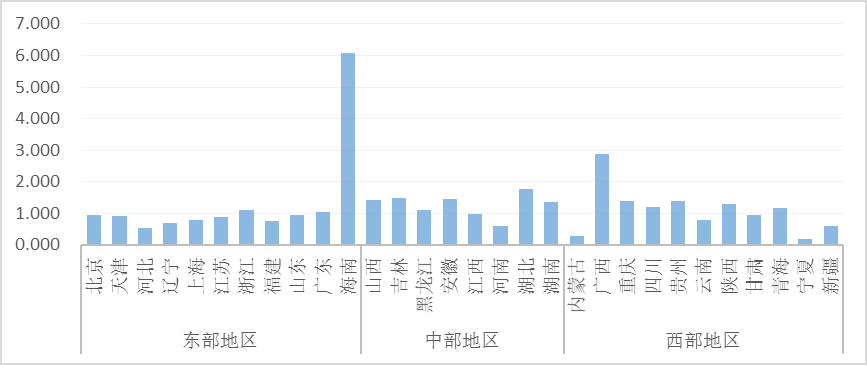 7.000
6.000
5.000
4.000
3.000
2.000
1.000
0.000
北京
天津
河北
辽宁
上海
江苏
浙江
福建
山东
广东
海南
山西
吉林
黑龙江
安徽
江西
河南
湖北
湖南
内蒙古
广西
重庆
四川
贵州
云南
陕西
甘肃
青海
宁夏
新疆
东部地区
中部地区
西部地区